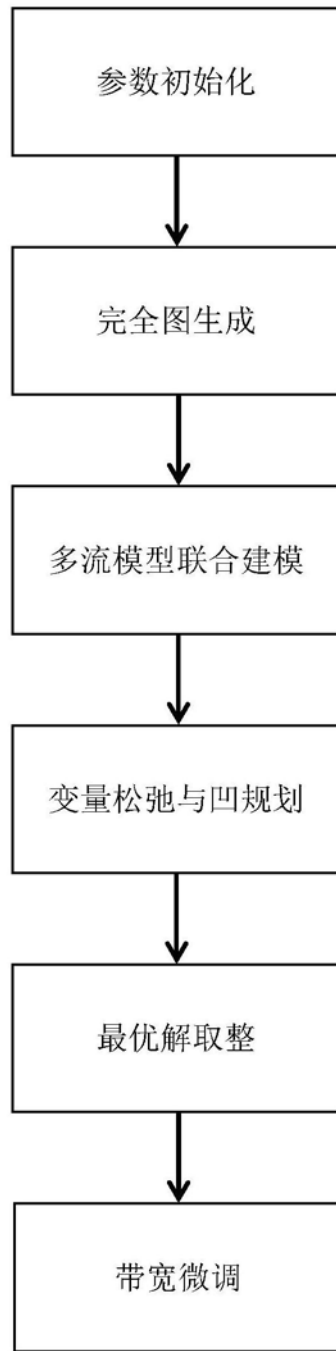 参数初始化
完全图生成
多流模型联合建模
变量松弛与凹规划
最优解取整
带宽微调